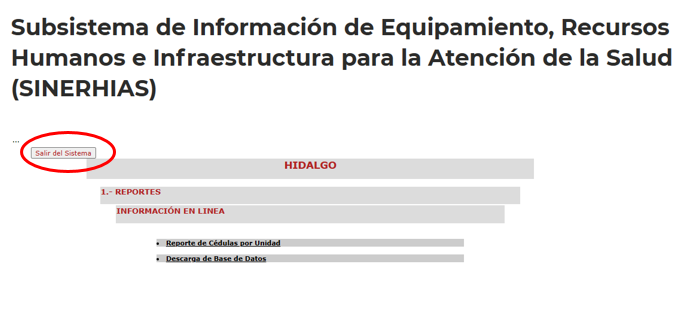 Subsistema de Información de Equipamiento, Recursos
Humanos e Infraestructura para la Atención de la Salud
(SINERHIAS)
...
Salir del Sistema
HIDALGO
1.- REPORTES
INFORMACIÓN EN LINEA
• Reporte de Cédulas por Unidad
• Descarga de Base de Datos